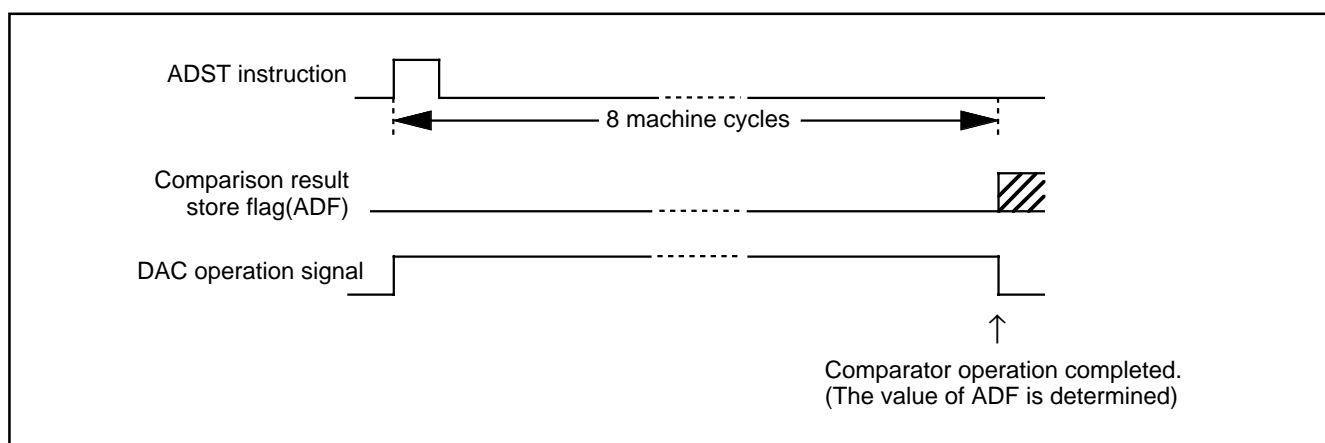 ADST instruction
8 machine cycles
Comparison result
store flag(ADF)
DAC operation signal
Comparator operation completed.
(The value of ADF is determined)